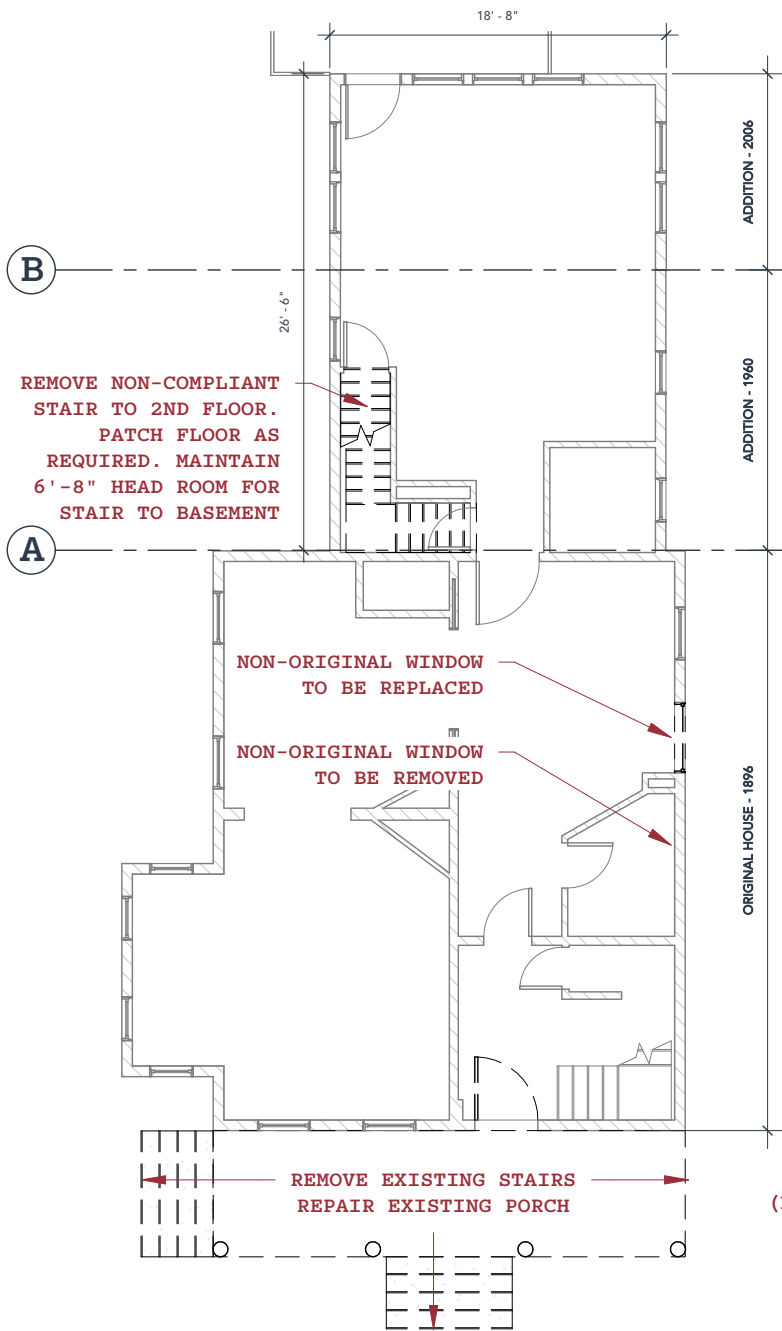 18' - 8"
ADDITION - 2006
B
26' - 6"
ADDITION - 1960
REMOVE NON-COMPLIANT
STAIR TO 2ND FLOOR.
PATCH FLOOR AS
REQUIRED. MAINTAIN
6'-8" HEAD ROOM FOR
STAIR TO BASEMENT
A
NON-ORIGINAL WINDOW
TO BE REPLACED
NON-ORIGINAL WINDOW
TO BE REMOVED
ORIGINAL HOUSE - 1896
REMOVE EXISTING STAIRS
REPAIR EXISTING PORCH